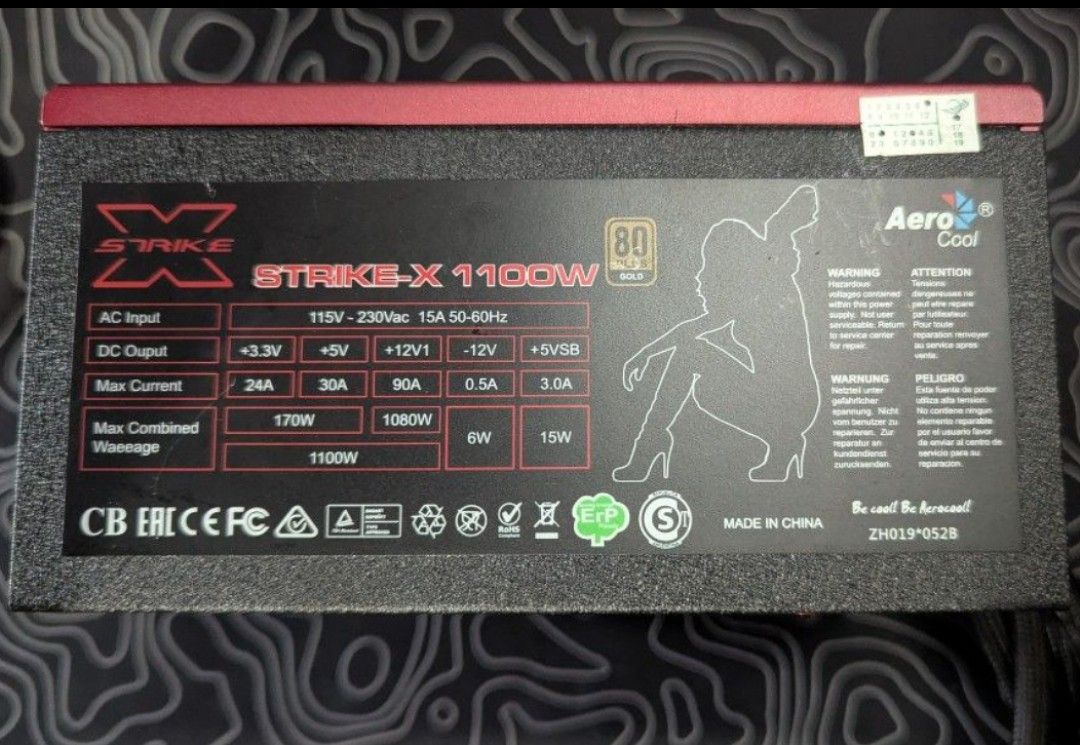 STRIKE
STRIKE-X 1100W
80
PLUS
GOLD
Aero
Cool ®
AC Input 115V - 230Vac 15A 50-60Hz
DC Ouput +3.3V +5V +12V1 -12V +5VSB
Max Current 24A 30A 90A 0.5A 3.0A
Max Combined
Waeeage
170W 1080W 6W 15W
1100W
WARNING
Hazardous
voltages contained
within this power
supply. Not user
serviceable. Return
to service carrier
for repair.
ATTENTION
Tensions
dangereuses ne
peut etre repare
par lutilisateur.
Pour toute
reparation renvoyer
au service apres
venta.
WARNUNG
Netzteil unter
gefahrlicher
spannung. Nicht
vom benutzer zu
reparieren. Zur
reparatur an
kundendienst
zurucksenden.
PELIGRO
Esta fuente de poder
utiliza alta tension.
No contiene ningun
elemento reparable
por el usuario favor
de enviar al centro de
servicio para su
reparacion.
CB EAC CE FC
RoHS
ErP
S
MADE IN CHINA
Be cool! Be Aerocool!
ZH019*052B